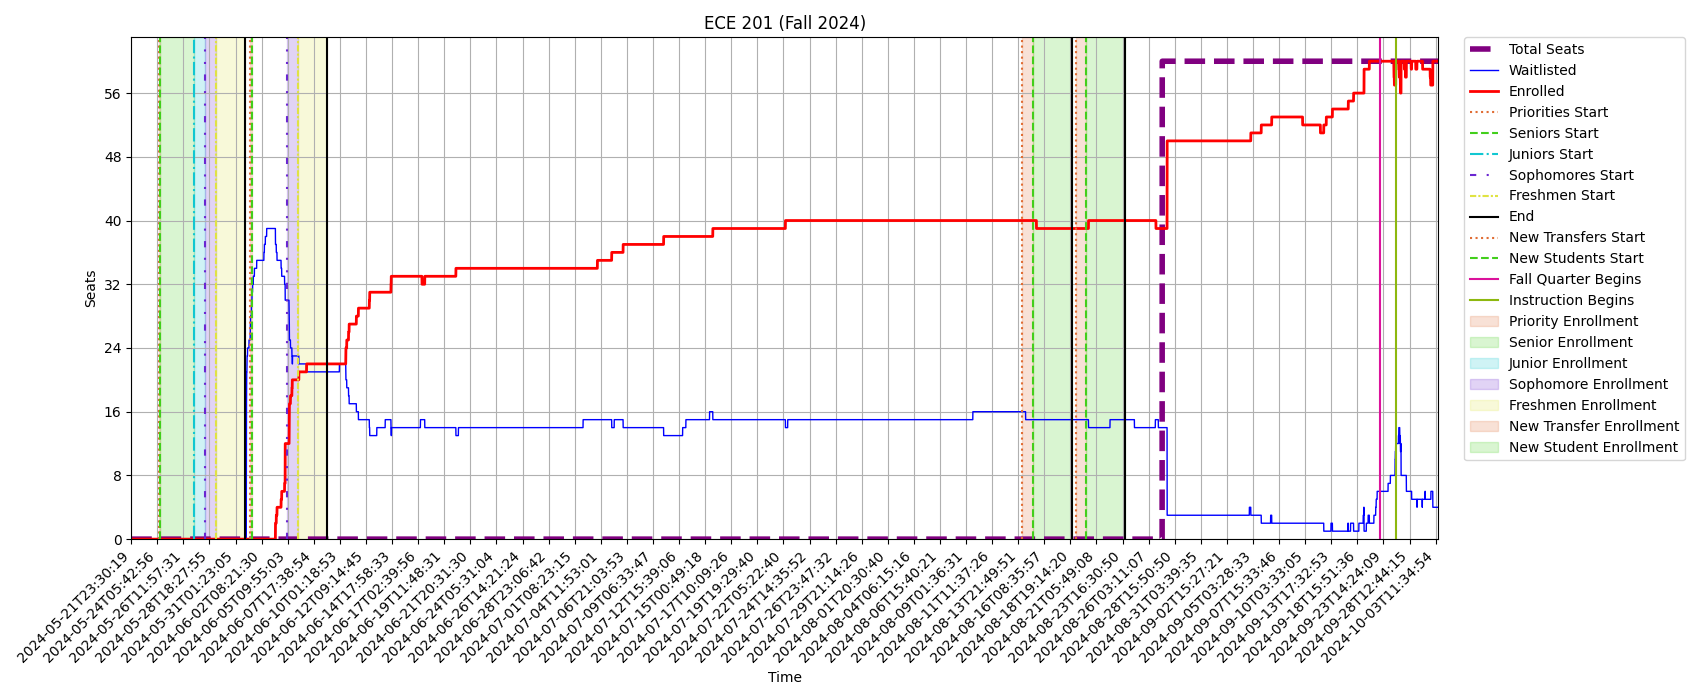 ECE 201 (Fall 2024)
Seats
56
48
40
32
24
16
8
0
2024-05-21T23:30:19
2024-05-24T05:42:56
2024-05-26T11:57:31
2024-05-28T18:27:55
2024-05-31T01:23:05
2024-06-02T08:21:30
2024-06-05T09:55:03
2024-06-07T17:38:54
2024-06-10T01:18:53
2024-06-12T09:14:45
2024-06-14T17:58:33
2024-06-17T02:39:56
2024-06-19T11:48:31
2024-06-21T20:31:30
2024-06-24T05:31:04
2024-06-26T14:21:24
2024-06-28T23:06:42
2024-07-01T08:23:15
2024-07-04T11:53:01
2024-07-06T21:03:53
2024-07-09T06:33:47
2024-07-12T15:39:06
2024-07-15T00:49:18
2024-07-17T10:09:26
2024-07-19T19:29:40
2024-07-22T05:22:40
2024-07-24T14:35:52
2024-07-26T23:47:32
2024-07-29T21:14:26
2024-08-01T20:30:40
2024-08-04T06:15:16
2024-08-06T15:40:21
2024-08-09T01:36:31
2024-08-11T11:37:26
2024-08-13T21:49:51
2024-08-16T08:35:57
2024-08-18T19:14:20
2024-08-21T05:49:08
2024-08-23T16:30:50
2024-08-26T03:11:07
2024-08-28T15:50:50
2024-08-31T03:39:35
2024-09-02T15:27:21
2024-09-05T03:28:33
2024-09-07T15:33:46
2024-09-10T03:33:05
2024-09-13T17:32:53
2024-09-18T15:51:36
2024-09-23T14:24:09
2024-09-28T12:44:15
2024-10-03T11:34:54
Time
Total Seats
Waitlisted
Enrolled
Priorities Start
Seniors Start
Juniors Start
Sophomores Start
Freshmen Start
End
New Transfers Start
New Students Start
Fall Quarter Begins
Instruction Begins
Priority Enrollment
Senior Enrollment
Junior Enrollment
Sophomore Enrollment
Freshmen Enrollment
New Transfer Enrollment
New Student Enrollment